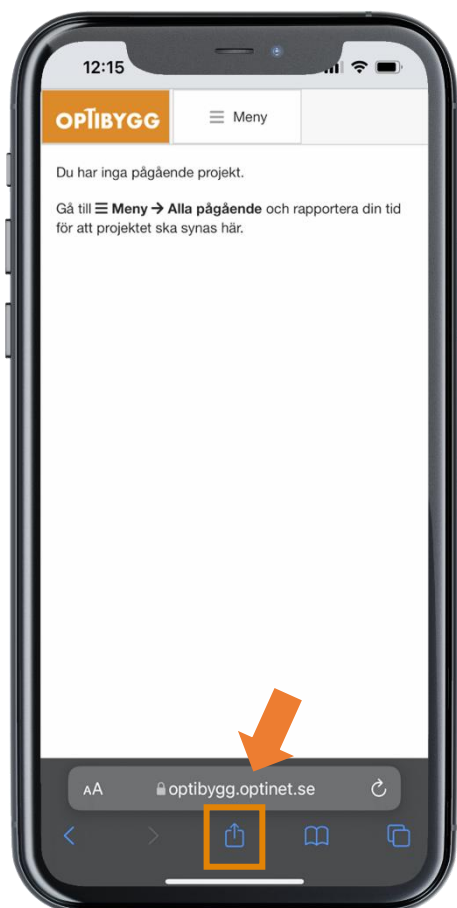 12:15
OPTIBYGG
Meny
Du har inga pågående projekt.
Gå till ☰ Meny → Alla pågående och rapportera din tid
för att projektet ska synas här.
AA
optibygg.optinet.se